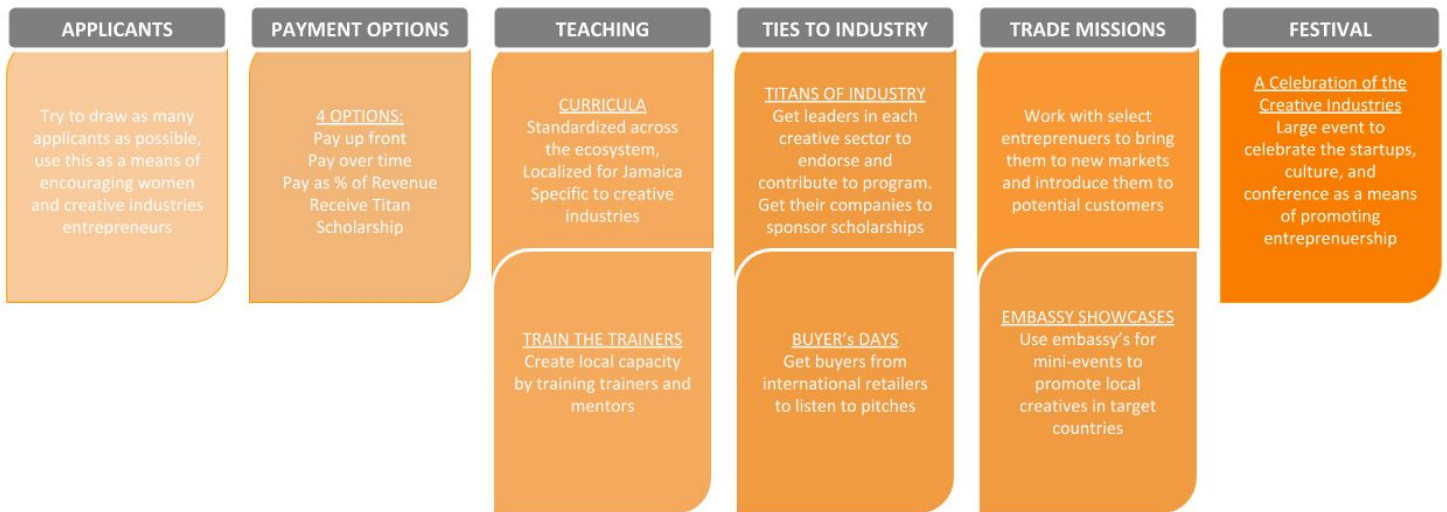 APPLICANTS
Try to draw as many
applicants as possible,
use this as a means of
encouraging women
and creative industries
entrepreneurs
PAYMENT OPTIONS
4 OPTIONS:
Pay up front
Pay over time
Pay as % of Revenue
Receive Titan
Scholarship
TEACHING
CURRICULA
Standardized across
the ecosystem,
Localized for Jamaica
Specific to creative
industries
TRAIN THE TRAINERS
Create local capacity
by training trainers and
mentors
TIES TO INDUSTRY
TITANS OF INDUSTRY
Get leaders in each
creative sector to
endorse and
contribute to program.
Get their companies to
sponsor scholarships
BUYER's DAYS
Get buyers from
international retailers
to listen to pitches
TRADE MISSIONS
Work with select
entreprenuers to bring
them to new markets
and introduce them to
potential customers
EMBASSY SHOWCASES
Use embassy's for
mini-events to
promote local
creatives in target
countries
FESTIVAL
A Celebration of the
Creative Industries
Large event to
celebrate the startups,
culture, and
conference as a means
of promoting
entreprenuership